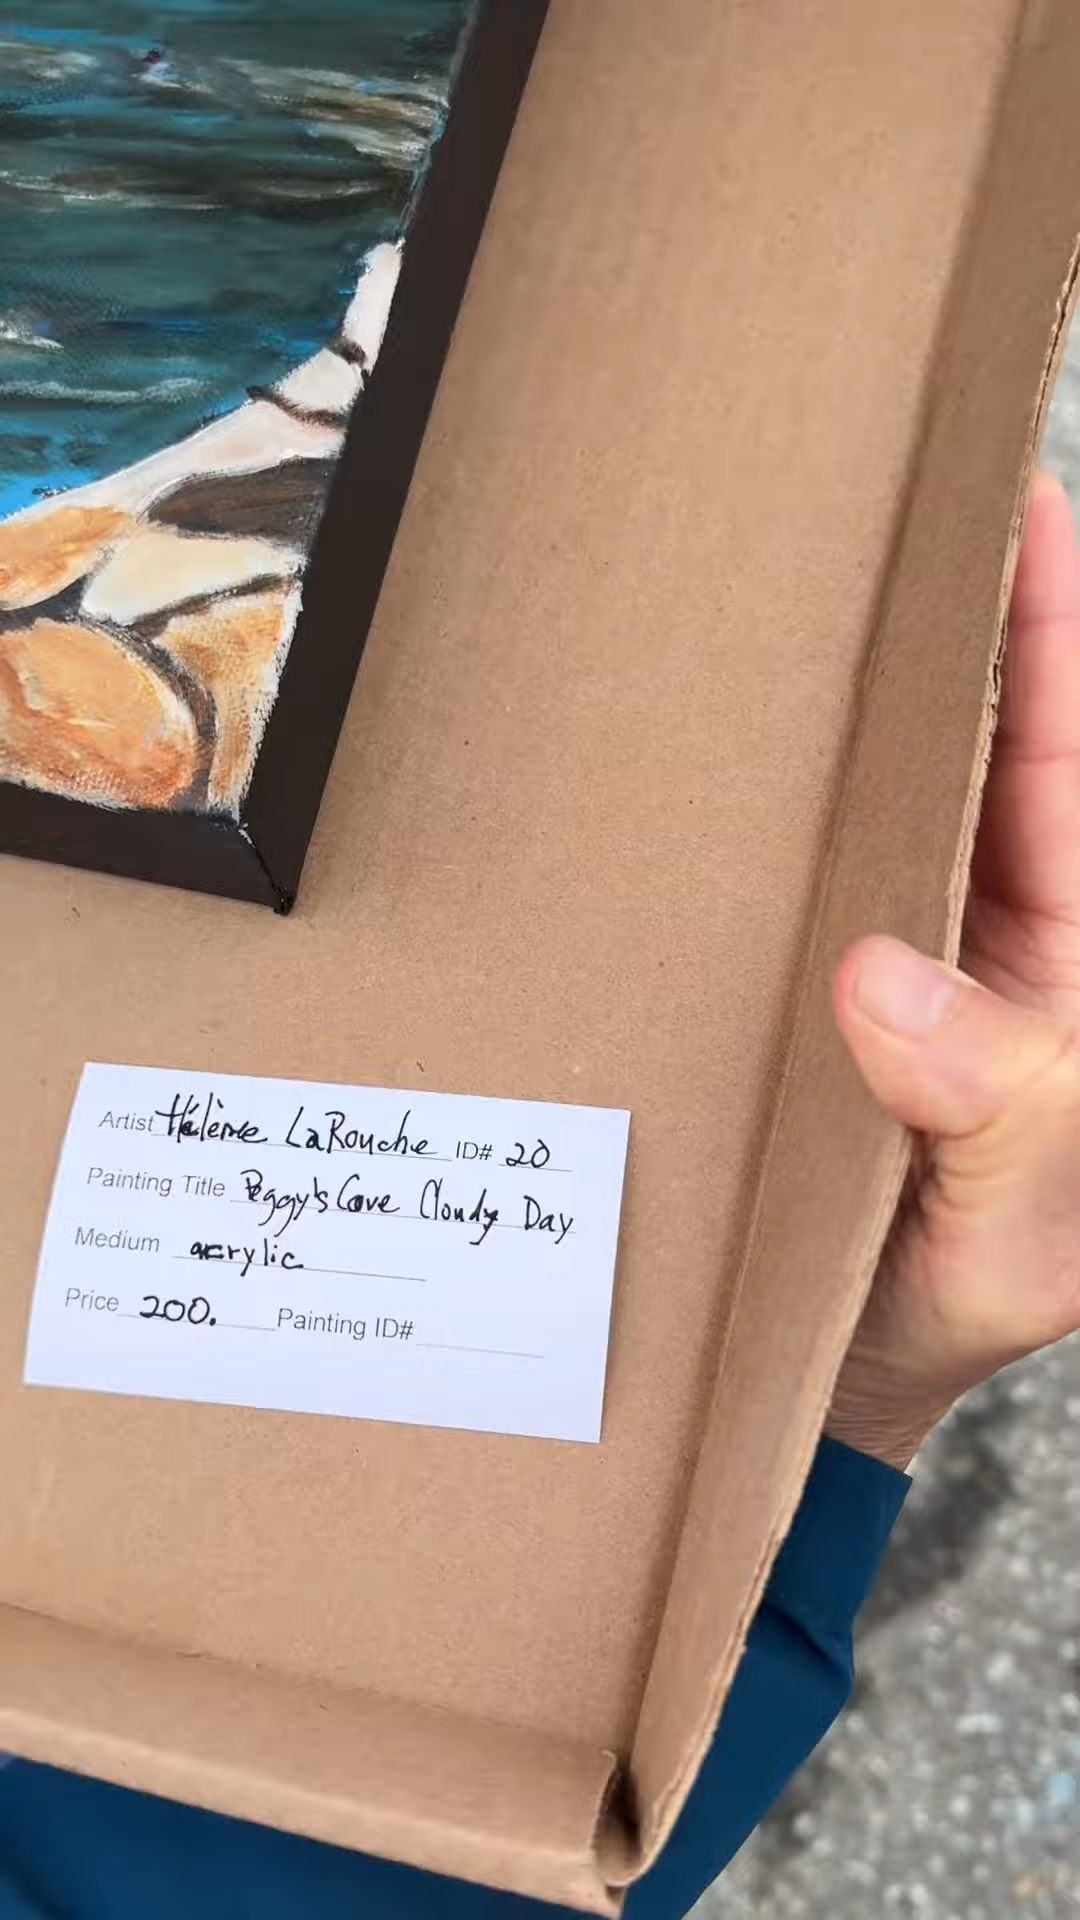 Artist Hélène LaRouche ID# 20
Painting Title Peggy's Cove Cloudy Day
Medium acrylic
Price 200. Painting ID#